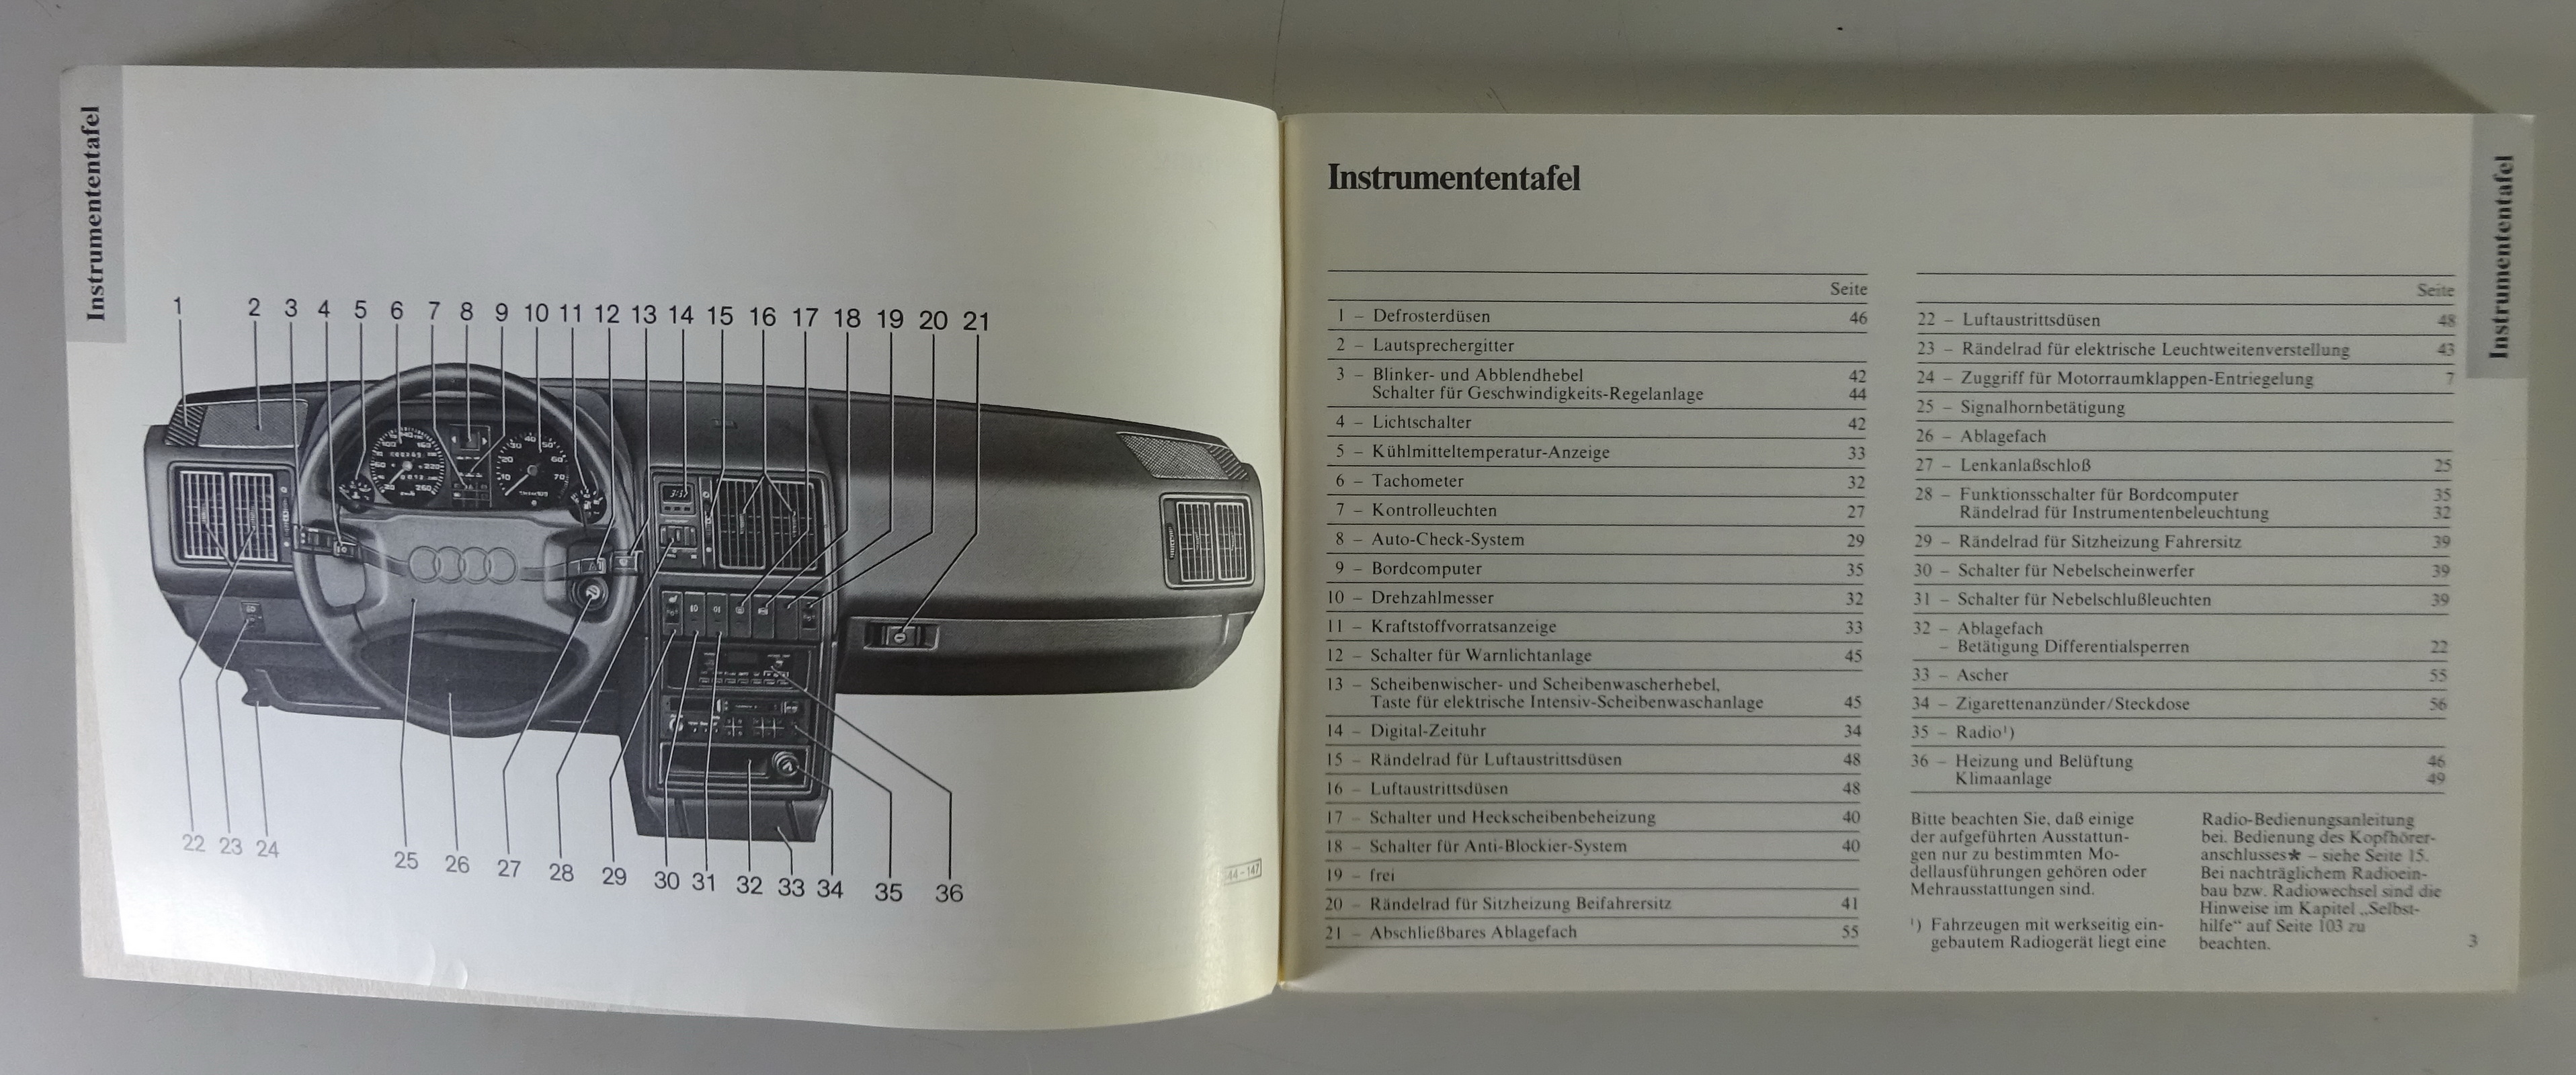 Instrumententafel
1 2 3 4 5 6 7 8 9 10 11 12 13 14 15 16 17 18 19 20 21
22 23 24 25 26 27 28 29 30 31 32 33 34 35 36
44-147
Instrumententafel
Seite
1 – Defrosterdüsen 46
2 – Lautsprechergitter
3 – Blinker- und Abblendhebel 42
Schalter für Geschwindigkeits-Regelanlage 44
4 – Lichtschalter 42
5 – Kühlmitteltemperatur-Anzeige 33
6 – Tachometer 32
7 – Kontrolleuchten 27
8 – Auto-Check-System 29
9 – Bordcomputer 35
10 – Drehzahlmesser 32
11 – Kraftstoffvorratsanzeige 33
12 – Schalter für Warnlichtanlage 45
13 – Scheibenwischer- und Scheibenwascherhebel,
Taste für elektrische Intensiv-Scheibenwaschanlage 45
14 – Digital-Zeituhr 34
15 – Rändelrad für Luftaustrittsdüsen 48
16 – Luftaustrittsdüsen 48
17 – Schalter und Heckscheibenbeheizung 40
18 – Schalter für Anti-Blockier-System 40
19 – frei
20 – Rändelrad für Sitzheizung Beifahrersitz 41
21 – Abschließbares Ablagefach 55
Seite
22 – Luftaustrittsdüsen 48
23 – Rändelrad für elektrische Leuchtweitenverstellung 43
24 – Zuggriff für Motorraumklappen-Entriegelung 7
25 – Signalhornbetätigung
26 – Ablagefach
27 – Lenkanlaßschloß 25
28 – Funktionsschalter für Bordcomputer 35
Rändelrad für Instrumentenbeleuchtung 32
29 – Rändelrad für Sitzheizung Fahrersitz 39
30 – Schalter für Nebelscheinwerfer 39
31 – Schalter für Nebelschlußleuchten 39
32 – Ablagefach
– Betätigung Differentialsperren 22
33 – Ascher 55
34 – Zigarettenanzünder/Steckdose 56
35 – Radio¹)
36 – Heizung und Belüftung 46
Klimaanlage 49
Bitte beachten Sie, daß einige
der aufgeführten Ausstattun-
gen nur zu bestimmten Mo-
dellausführungen gehören oder
Mehrausstattungen sind.
¹) Fahrzeugen mit werkseitig ein-
gebautem Radiogerät liegt eine
Radio-Bedienungsanleitung
bei. Bedienung des Kopfhörer-
anschlusses* – siehe Seite 15.
Bei nachträglichem Radioein-
bau bzw. Radiowechsel sind die
Hinweise im Kapitel „Selbst-
hilfe“ auf Seite 103 zu
beachten.
3
Instrumententafel